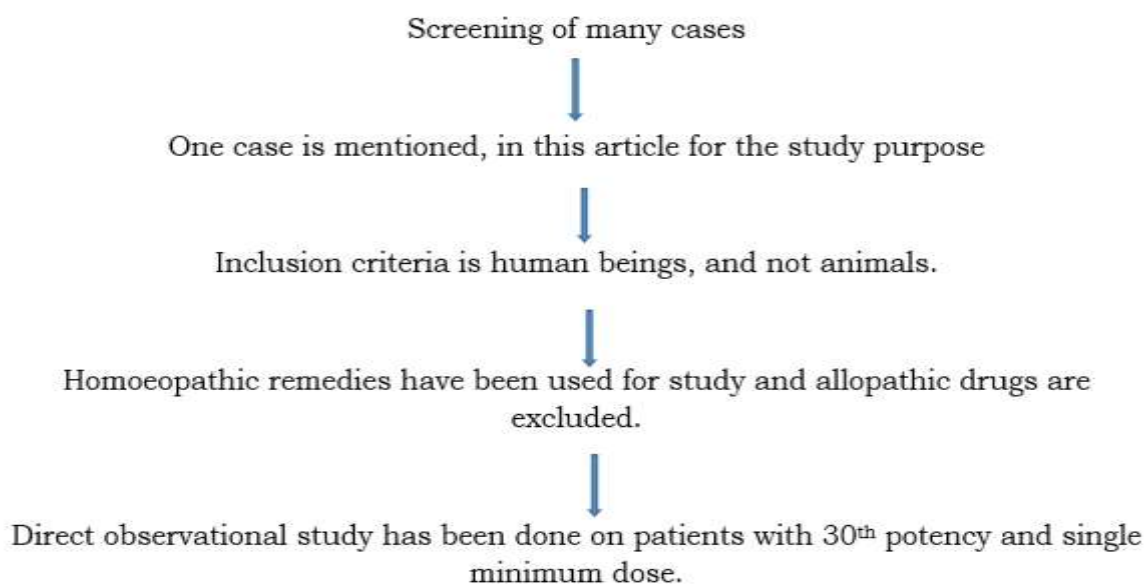 Screening of many cases
One case is mentioned, in this article for the study purpose
Inclusion criteria is human beings, and not animals.
Homoeopathic remedies have been used for study and allopathic drugs are
excluded.
Direct observational study has been done on patients with 30th potency and single
minimum dose.